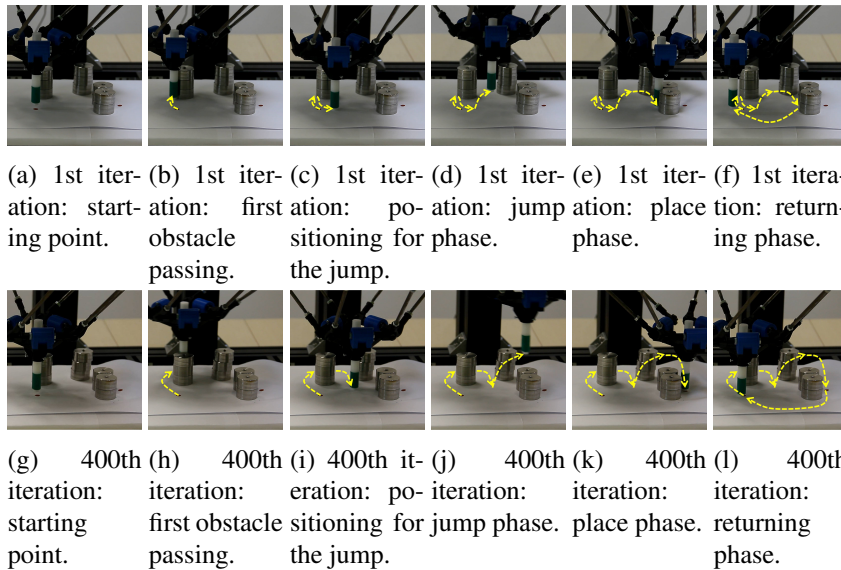 (a) 1st iter-
ation: start-
ing point.
(b) 1st iter-
ation: first
obstacle
passing.
(c) 1st iter-
ation: po-
sitioning for
the jump.
(d) 1st iter-
ation: jump
phase.
(e) 1st iter-
ation: place
phase.
(f) 1st itera-
tion: return-
ing phase.
(g) 400th
iteration:
starting
point.
(h) 400th
iteration:
first obstacle
passing.
(i) 400th it-
eration: po-
sitioning for
the jump.
(j) 400th
iteration:
jump phase.
(k) 400th
iteration:
place phase.
(l) 400th
iteration:
returning
phase.